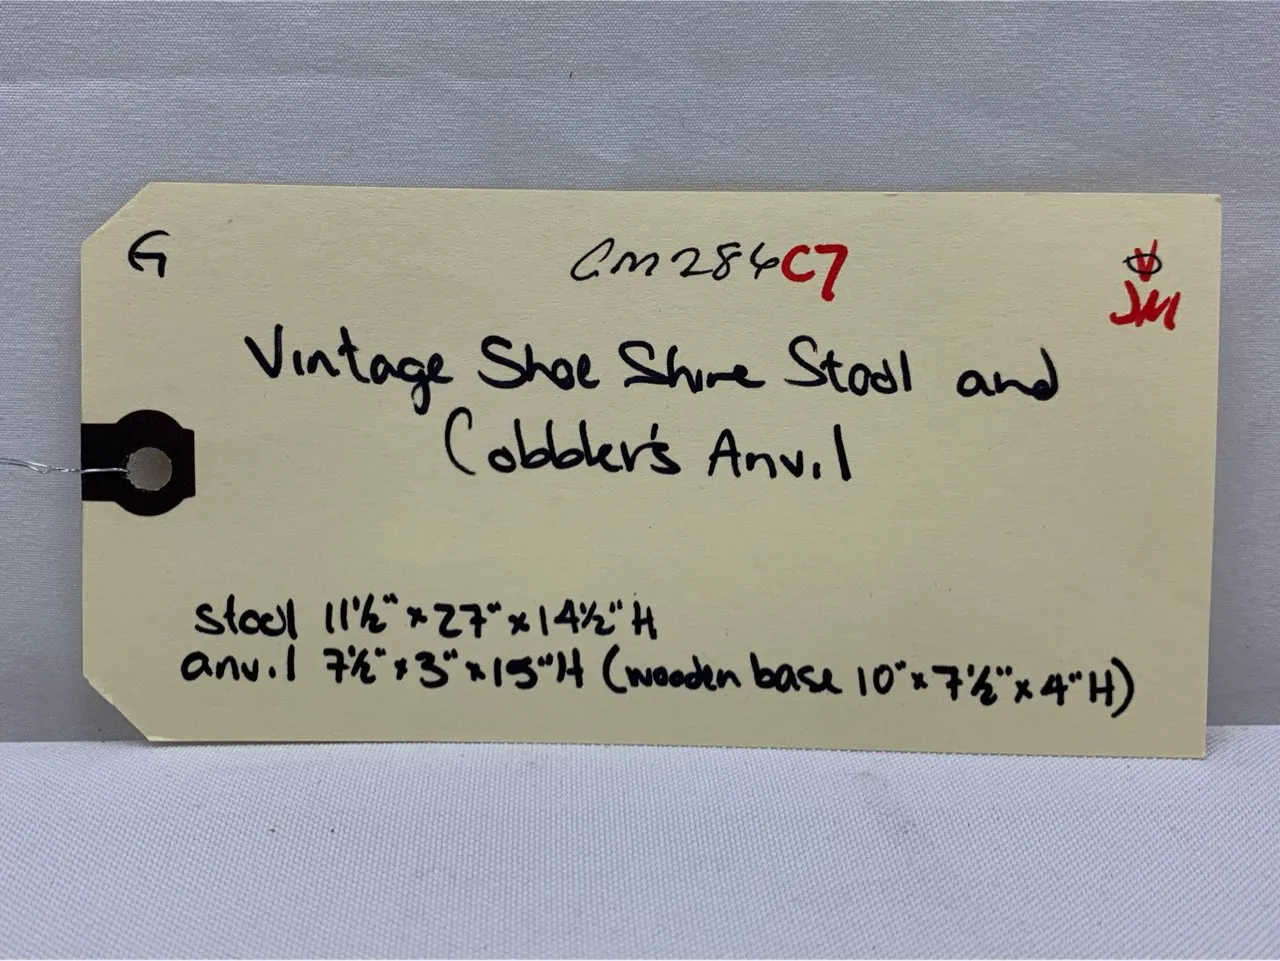 G CM286C7 V
JM
Vintage Shoe Shine Stool and
Cobbler's Anvil
stool 11½" x 27" x 14½" H
anvil 7½" x 3" x 15" H (wooden base 10" x 7½" x 4" H)